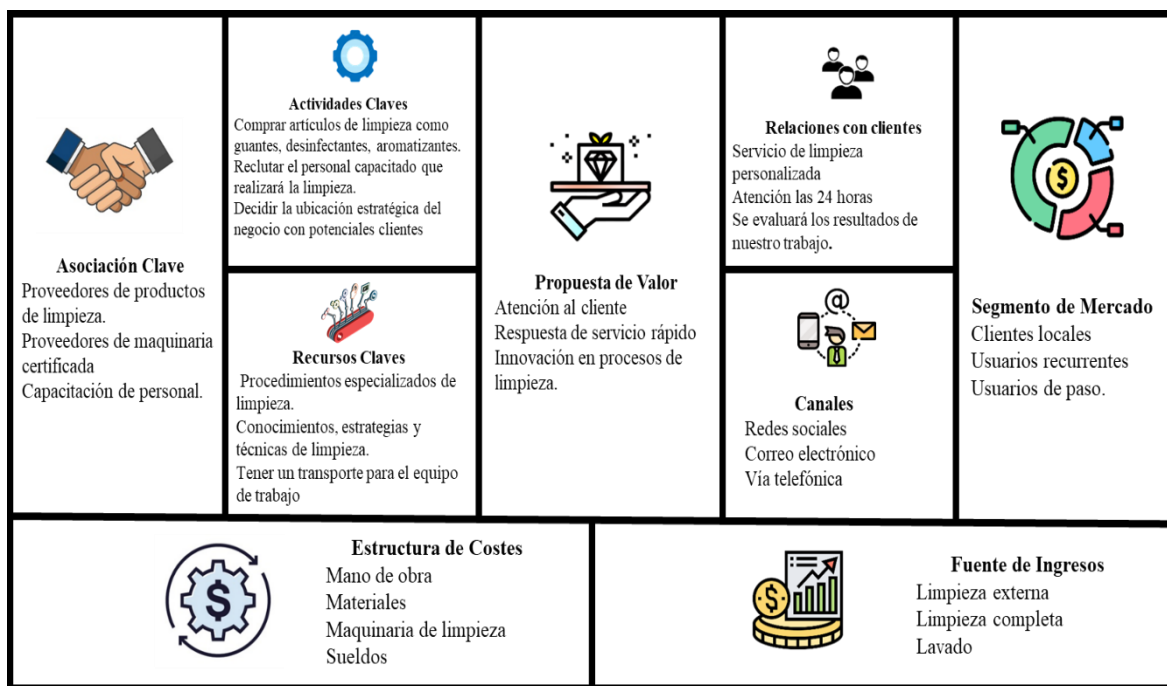 Asociación Clave
Proveedores de productos
de limpieza.
Proveedores de maquinaria
certificada
Capacitación de personal.
Actividades Claves
Comprar artículos de limpieza como
guantes, desinfectantes, aromatizantes.
Reclutar el personal capacitado que
realizará la limpieza.
Decidir la ubicación estratégica del
negocio con potenciales clientes
Recursos Claves
Procedimientos especializados de
limpieza.
Conocimientos, estrategias y
técnicas de limpieza.
Tener un transporte para el equipo
de trabajo
Propuesta de Valor
Atención al cliente
Respuesta de servicio rápido
Innovación en procesos de
limpieza.
Relaciones con clientes
Servicio de limpieza
personalizada
Atención las 24 horas
Se evaluará los resultados de
nuestro trabajo.
@
Canales
Redes sociales
Correo electrónico
Vía telefónica
$
Segmento de Mercado
Clientes locales
Usuarios recurrentes
Usuarios de paso.
$
Estructura de Costes
Mano de obra
Materiales
Maquinaria de limpieza
Sueldos
$
Fuente de Ingresos
Limpieza externa
Limpieza completa
Lavado